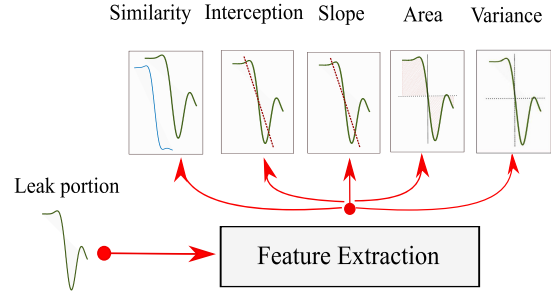 Similarity Interception Slope Area Variance
Leak portion
Feature Extraction